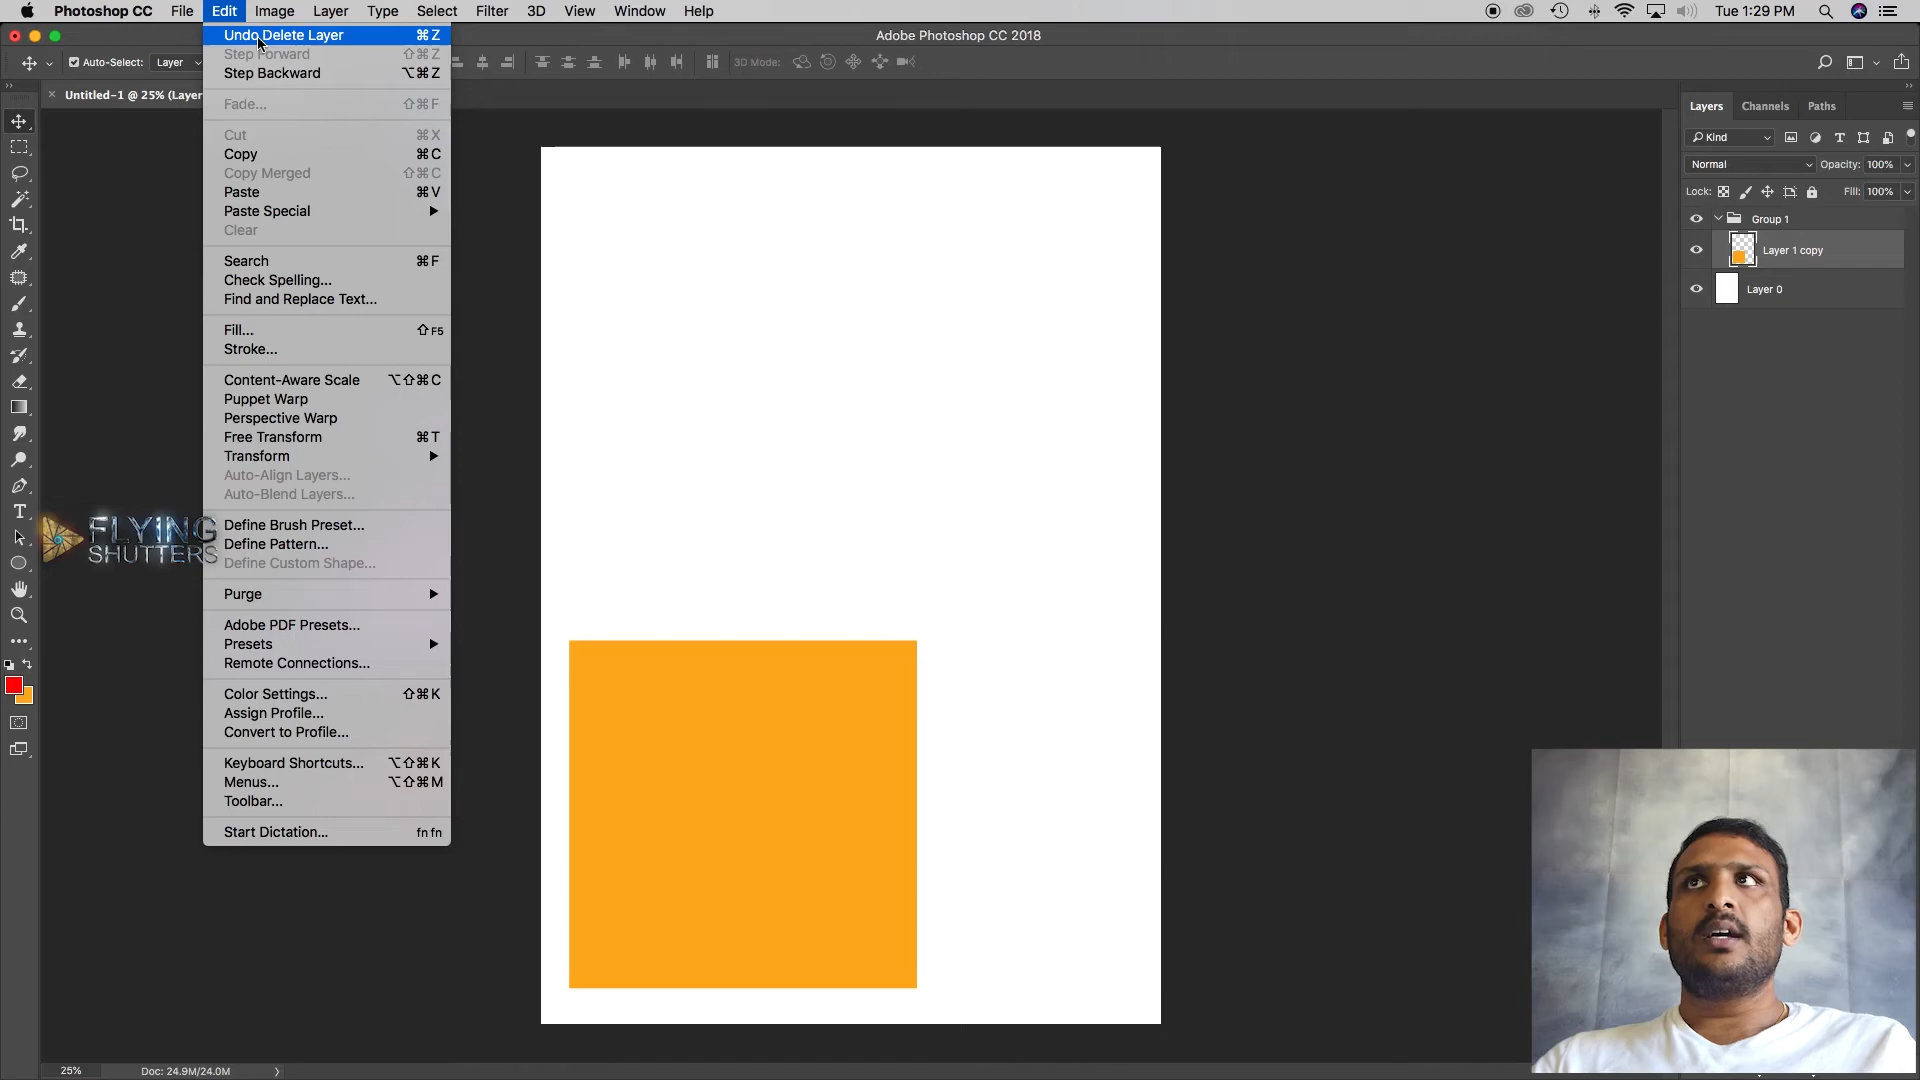 Photoshop CC File Edit Image Layer Type Select Filter 3D View Window Help Tue 1:29 PM
Adobe Photoshop CC 2018
Auto-Select: Layer 3D Mode:
Untitled-1 @ 25% (Layer
Undo Delete Layer ⌘Z
Step Forward ⇧⌘Z
Step Backward ⌥⌘Z
Fade... ⇧⌘F
Cut ⌘X
Copy ⌘C
Copy Merged ⇧⌘C
Paste ⌘V
Paste Special
Clear
Search ⌘F
Check Spelling...
Find and Replace Text...
Fill... ⇧F5
Stroke...
Content-Aware Scale ⌥⇧⌘C
Puppet Warp
Perspective Warp
Free Transform ⌘T
Transform
Auto-Align Layers...
Auto-Blend Layers...
Define Brush Preset...
Define Pattern...
Define Custom Shape...
Purge
Adobe PDF Presets...
Presets
Remote Connections...
Color Settings... ⇧⌘K
Assign Profile...
Convert to Profile...
Keyboard Shortcuts... ⌥⇧⌘K
Menus... ⌥⇧⌘M
Toolbar...
Start Dictation... fn fn
FLYING
SHUTTERS
Layers Channels Paths
Kind
Normal Opacity: 100%
Lock: Fill: 100%
Group 1
Layer 1 copy
Layer 0
25% Doc: 24.9M/24.0M